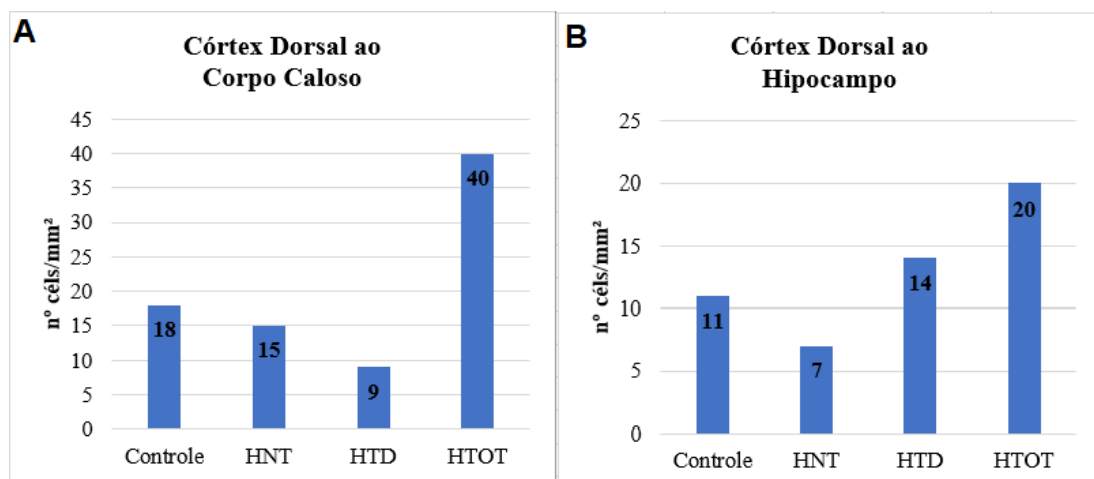 A
Córtex Dorsal ao
Corpo Caloso
nº céls/mm²
45
40
35
30
25
20
15
10
5
0
18
15
9
40
Controle HNT HTD HTOT
B
Córtex Dorsal ao
Hipocampo
nº céls/mm²
25
20
15
10
5
0
11
7
14
20
Controle HNT HTD HTOT